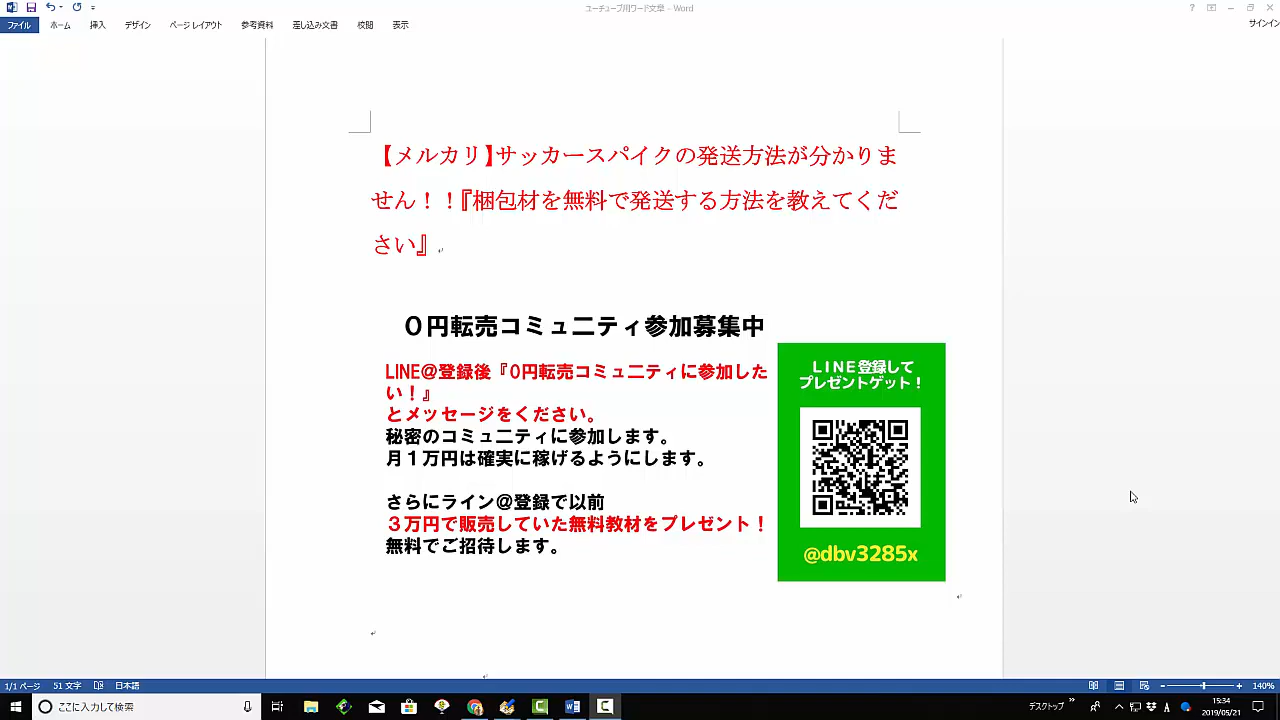 ユーチューブ用ワード文章 - Word
サインイン
ファイル ホーム 挿入 デザイン ページ レイアウト 参考資料 差し込み文書 校閲 表示
【メルカリ】サッカースパイクの発送方法が分かりま
せん！！『梱包材を無料で発送する方法を教えてくだ
さい』
０円転売コミュニティ参加募集中
LINE@登録後『0円転売コミュニティに参加した
い！』
とメッセージをください。
秘密のコミュニティに参加します。
月１万円は確実に稼げるようにします。
さらにライン@登録で以前
３万円で販売していた無料教材をプレゼント！
無料でご招待します。
ＬＩＮＥ登録して
プレゼントゲット！
@dbv3285x
1/1 ページ 51 文字 日本語 140%
ここに入力して検索
デスクトップ
15:34
2019/05/21